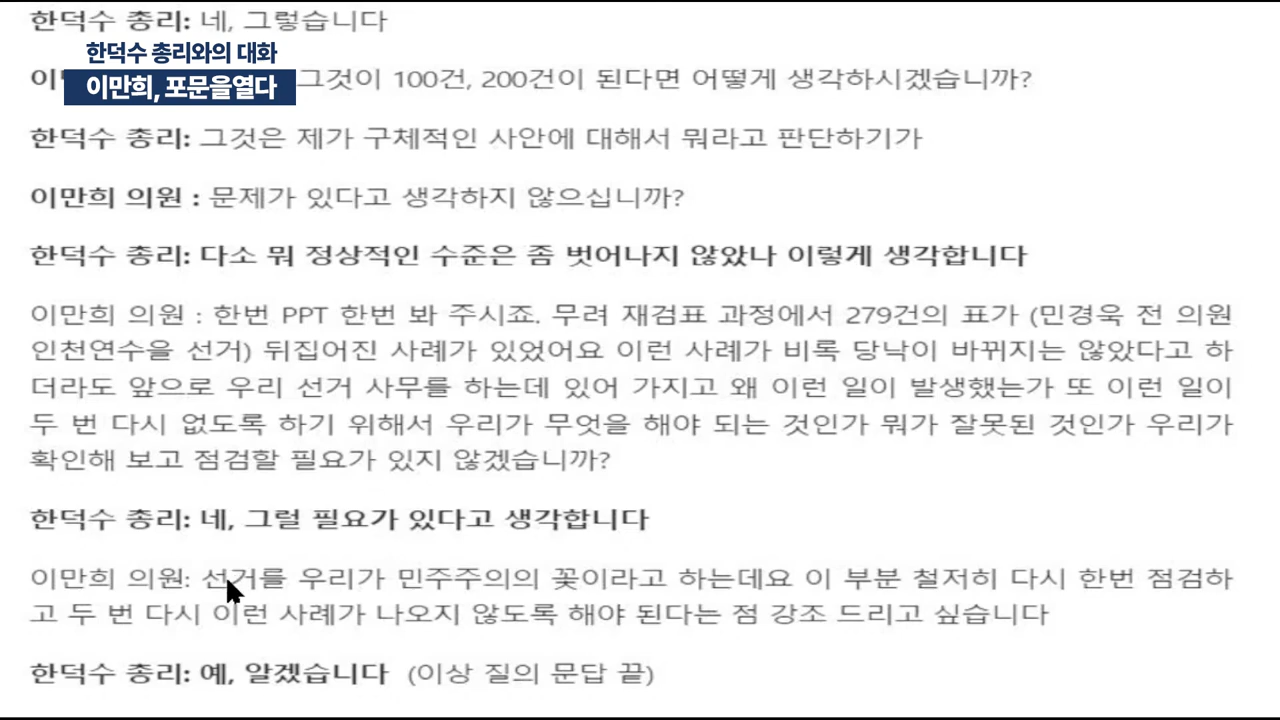 한덕수 총리: 네, 그렇습니다
한덕수 총리와의 대화
이만희, 포문을열다
이 그것이 100건, 200건이 된다면 어떻게 생각하시겠습니까?
한덕수 총리: 그것은 제가 구체적인 사안에 대해서 뭐라고 판단하기가
이만희 의원 : 문제가 있다고 생각하지 않으십니까?
한덕수 총리: 다소 뭐 정상적인 수준은 좀 벗어나지 않았나 이렇게 생각합니다
이만희 의원 : 한번 PPT 한번 봐 주시죠. 무려 재검표 과정에서 279건의 표가 (민경욱 전 의원
인천연수을 선거) 뒤집어진 사례가 있었어요 이런 사례가 비록 당낙이 바뀌지는 않았다고 하
더라도 앞으로 우리 선거 사무를 하는데 있어 가지고 왜 이런 일이 발생했는가 또 이런 일이
두 번 다시 없도록 하기 위해서 우리가 무엇을 해야 되는 것인가 뭐가 잘못된 것인가 우리가
확인해 보고 점검할 필요가 있지 않겠습니까?
한덕수 총리: 네, 그럴 필요가 있다고 생각합니다
이만희 의원: 선거를 우리가 민주주의의 꽃이라고 하는데요 이 부분 철저히 다시 한번 점검하
고 두 번 다시 이런 사례가 나오지 않도록 해야 된다는 점 강조 드리고 싶습니다
한덕수 총리: 예, 알겠습니다 (이상 질의 문답 끝)